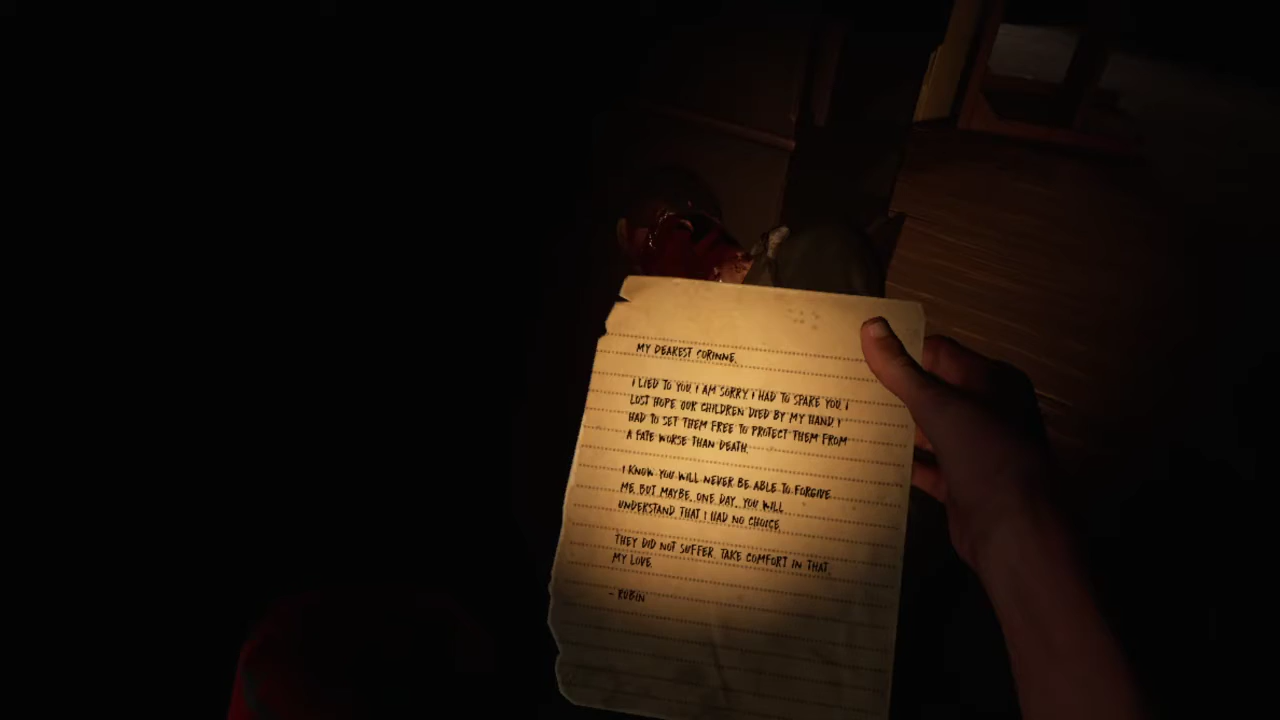 MY DEAREST CORINNE,
I LIED TO YOU. I AM SORRY. I HAD TO SPARE YOU. I
LOST HOPE. OUR CHILDREN DIED BY MY HAND. I
HAD TO SET THEM FREE TO PROTECT THEM FROM
A FATE WORSE THAN DEATH.
I KNOW YOU WILL NEVER BE ABLE TO FORGIVE
ME, BUT MAYBE, ONE DAY, YOU WILL
UNDERSTAND THAT I HAD NO CHOICE.
THEY DID NOT SUFFER. TAKE COMFORT IN THAT,
MY LOVE.
- ROBIN